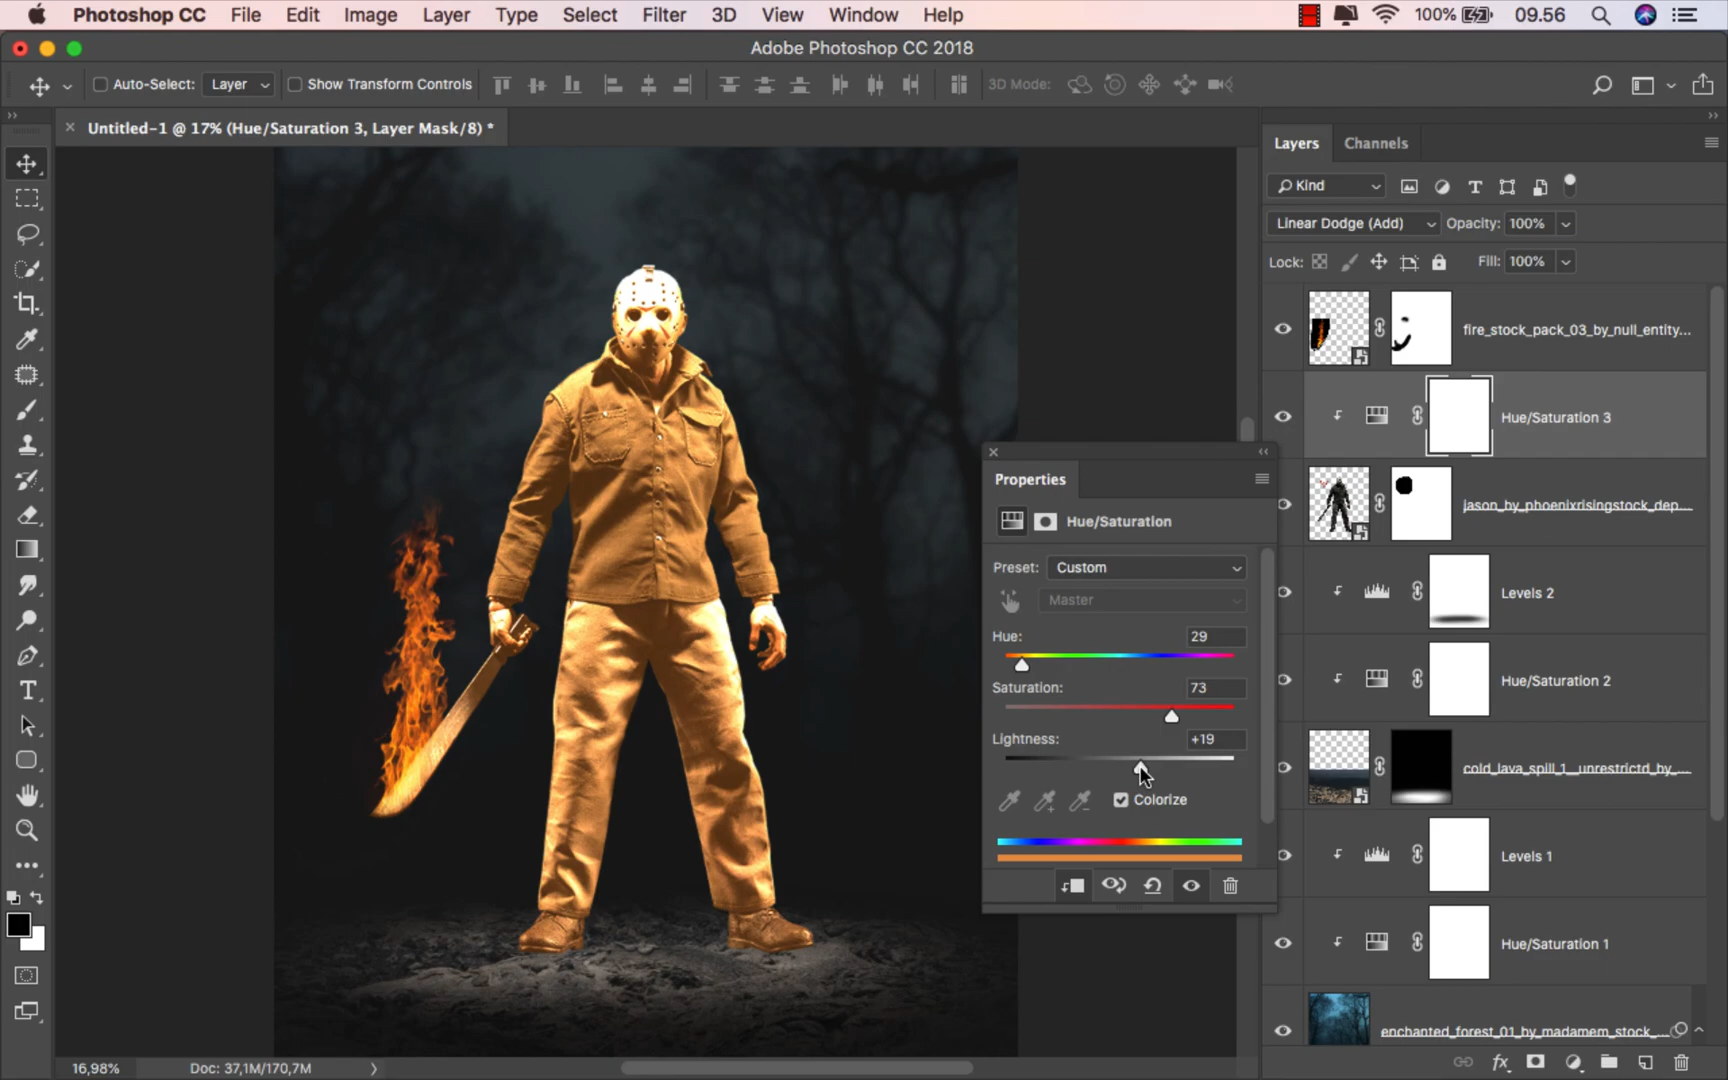 Photoshop CC File Edit Image Layer Type Select Filter 3D View Window Help 100% 09.56
Adobe Photoshop CC 2018
Auto-Select: Layer Show Transform Controls 3D Mode:
Untitled-1 @ 17% (Hue/Saturation 3, Layer Mask/8) *
Layers Channels
Kind
Linear Dodge (Add) Opacity: 100%
Lock: Fill: 100%
fire_stock_pack_03_by_null_entity...
Hue/Saturation 3
jason_by_phoenixrisingstock_dep...
Levels 2
Hue/Saturation 2
cold_lava_spill_1__unrestrictd_by_...
Levels 1
Hue/Saturation 1
enchanted_forest_01_by_madamem_stock_...
Properties
Hue/Saturation
Preset: Custom
Master
Hue: 29
Saturation: 73
Lightness: +19
Colorize
16,98% Doc: 37,1M/170,7M